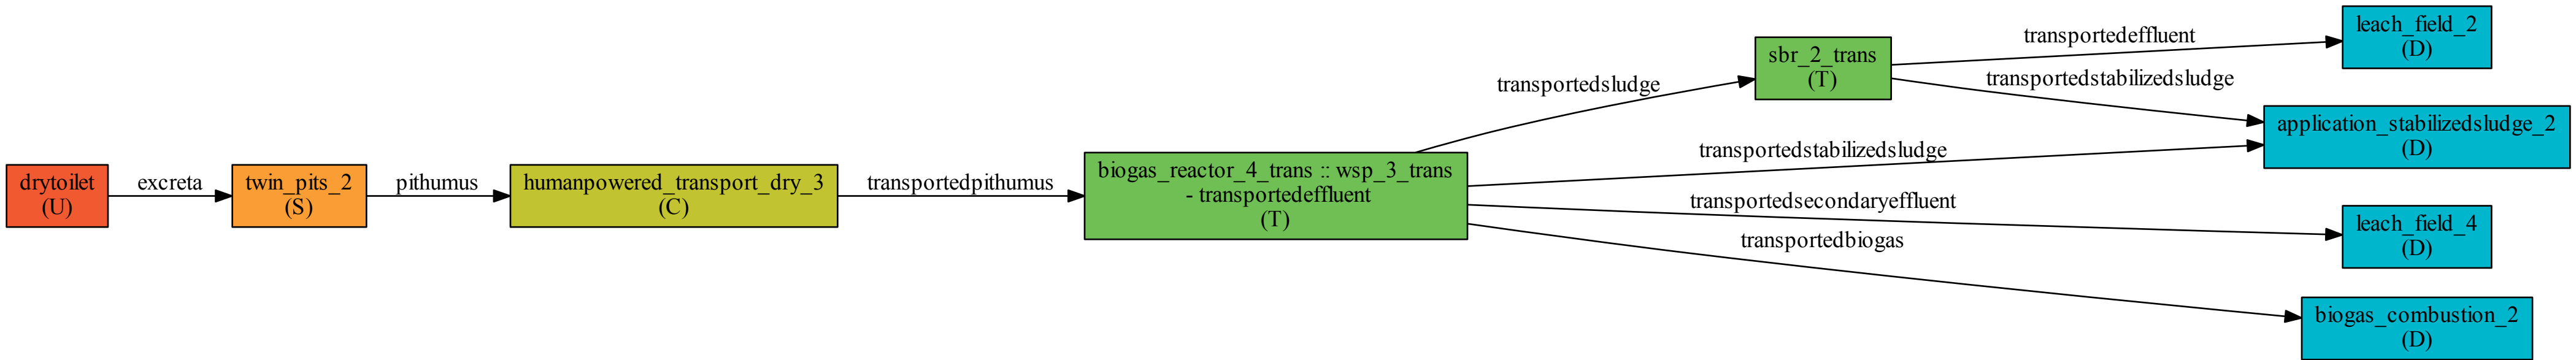 drytoilet
(U)
excreta
twin_pits_2
(S)
pithumus
humanpowered_transport_dry_3
(C)
transportedpithumus
biogas_reactor_4_trans :: wsp_3_trans
- transportedeffluent
(T)
transportedsludge
sbr_2_trans
(T)
transportedeffluent
leach_field_2
(D)
transportedstabilizedsludge
application_stabilizedsludge_2
(D)
transportedstabilizedsludge
transportedsecondaryeffluent
leach_field_4
(D)
transportedbiogas
biogas_combustion_2
(D)